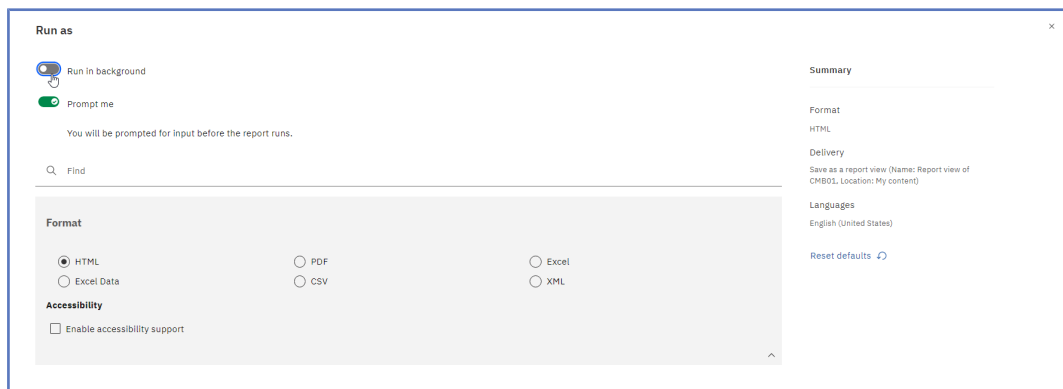 Run as
×
Run in background
Prompt me
You will be prompted for input before the report runs.
Find
Format
HTML
PDF
Excel
Excel Data
CSV
XML
Accessibility
Enable accessibility support
Summary
Format
HTML
Delivery
Save as a report view (Name: Report view of
CMB01, Location: My content)
Languages
English (United States)
Reset defaults